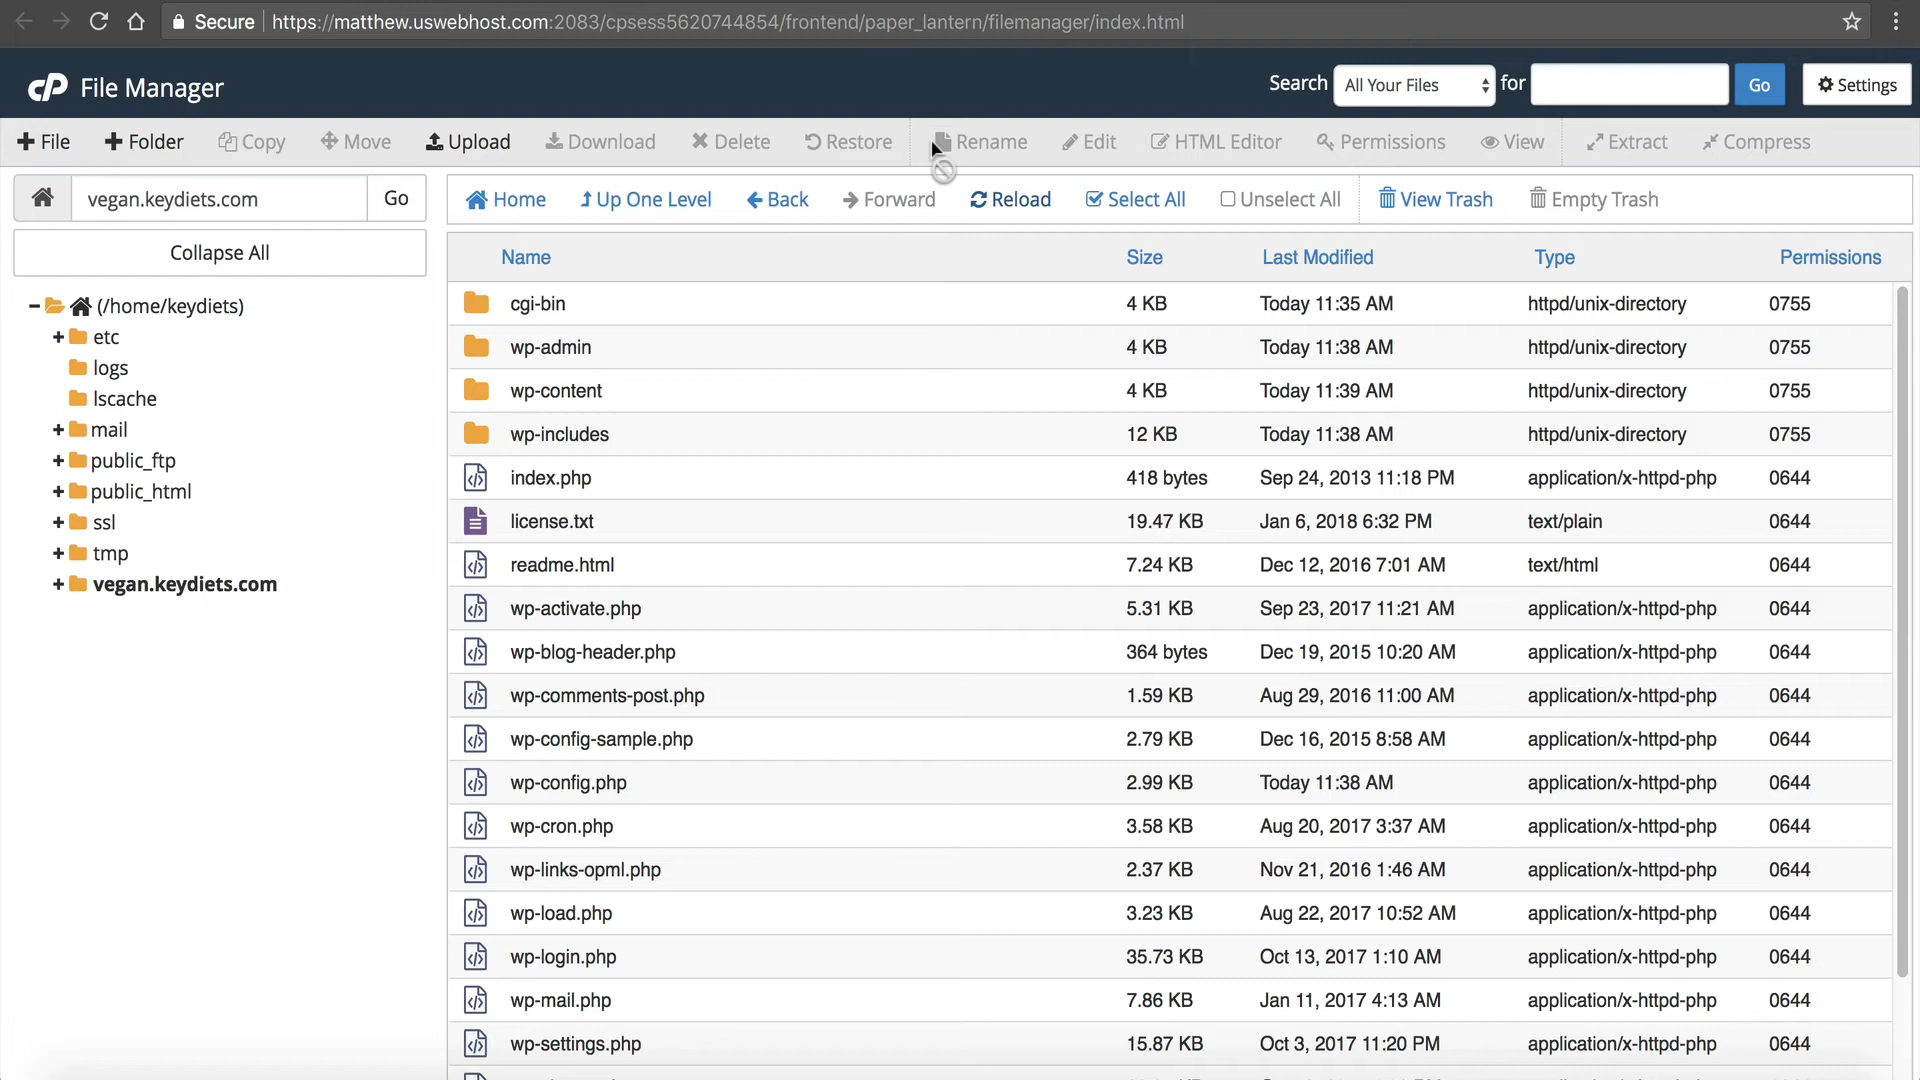 Secure https://matthew.uswebhost.com:2083/cpsess5620744854/frontend/paper_lantern/filemanager/index.html
cP File Manager
Search All Your Files for Go Settings
File Folder Copy Move Upload Download Delete Restore Rename Edit HTML Editor Permissions View Extract Compress
vegan.keydiets.com Go
Home Up One Level Back Forward Reload Select All Unselect All View Trash Empty Trash
Collapse All
(/home/keydiets)
etc
logs
lscache
mail
public_ftp
public_html
ssl
tmp
vegan.keydiets.com
Name Size Last Modified Type Permissions
cgi-bin 4 KB Today 11:35 AM httpd/unix-directory 0755
wp-admin 4 KB Today 11:38 AM httpd/unix-directory 0755
wp-content 4 KB Today 11:39 AM httpd/unix-directory 0755
wp-includes 12 KB Today 11:38 AM httpd/unix-directory 0755
index.php 418 bytes Sep 24, 2013 11:18 PM application/x-httpd-php 0644
license.txt 19.47 KB Jan 6, 2018 6:32 PM text/plain 0644
readme.html 7.24 KB Dec 12, 2016 7:01 AM text/html 0644
wp-activate.php 5.31 KB Sep 23, 2017 11:21 AM application/x-httpd-php 0644
wp-blog-header.php 364 bytes Dec 19, 2015 10:20 AM application/x-httpd-php 0644
wp-comments-post.php 1.59 KB Aug 29, 2016 11:00 AM application/x-httpd-php 0644
wp-config-sample.php 2.79 KB Dec 16, 2015 8:58 AM application/x-httpd-php 0644
wp-config.php 2.99 KB Today 11:38 AM application/x-httpd-php 0644
wp-cron.php 3.58 KB Aug 20, 2017 3:37 AM application/x-httpd-php 0644
wp-links-opml.php 2.37 KB Nov 21, 2016 1:46 AM application/x-httpd-php 0644
wp-load.php 3.23 KB Aug 22, 2017 10:52 AM application/x-httpd-php 0644
wp-login.php 35.73 KB Oct 13, 2017 1:10 AM application/x-httpd-php 0644
wp-mail.php 7.86 KB Jan 11, 2017 4:13 AM application/x-httpd-php 0644
wp-settings.php 15.87 KB Oct 3, 2017 11:20 PM application/x-httpd-php 0644